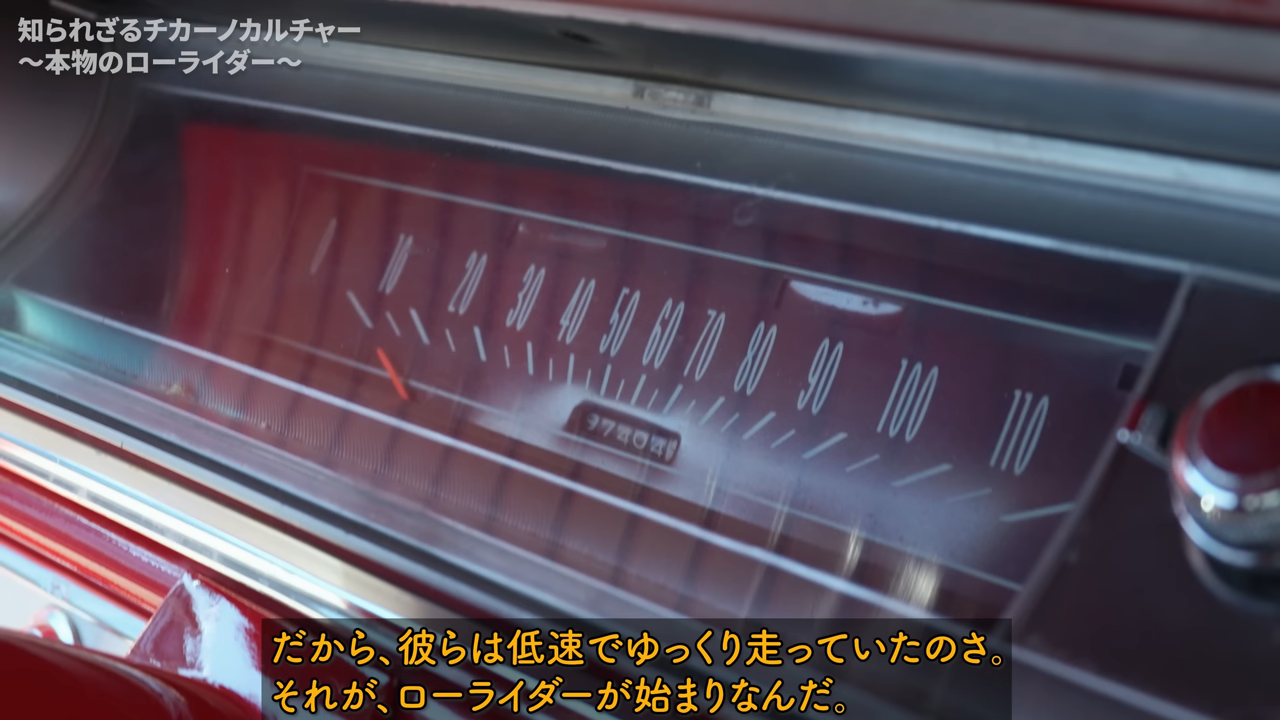 知られざるチカーノカルチャー
〜本物のローライダー〜
10 20 30 40 50 60 70 80 90 100 110
だから、彼らは低速でゆっくり走っていたのさ。
それが、ローライダーが始まりなんだ。